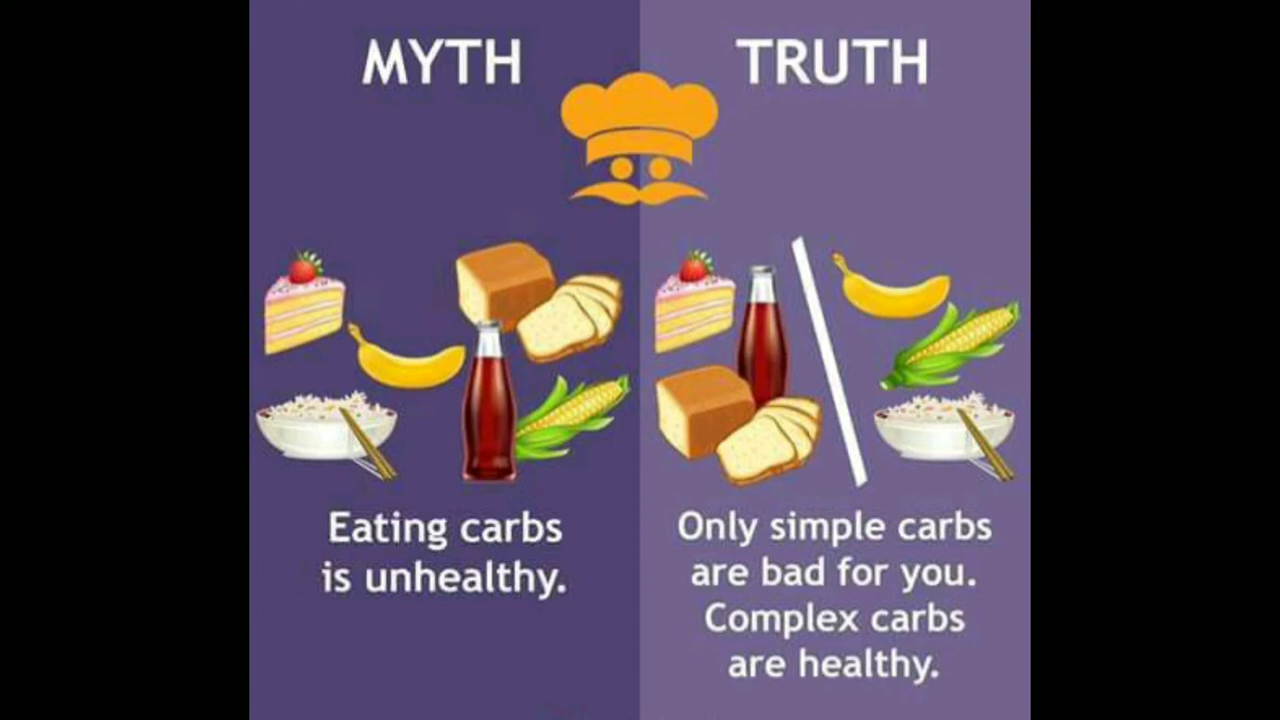 MYTH
TRUTH
Eating carbs
is unhealthy.
Only simple carbs
are bad for you.
Complex carbs
are healthy.